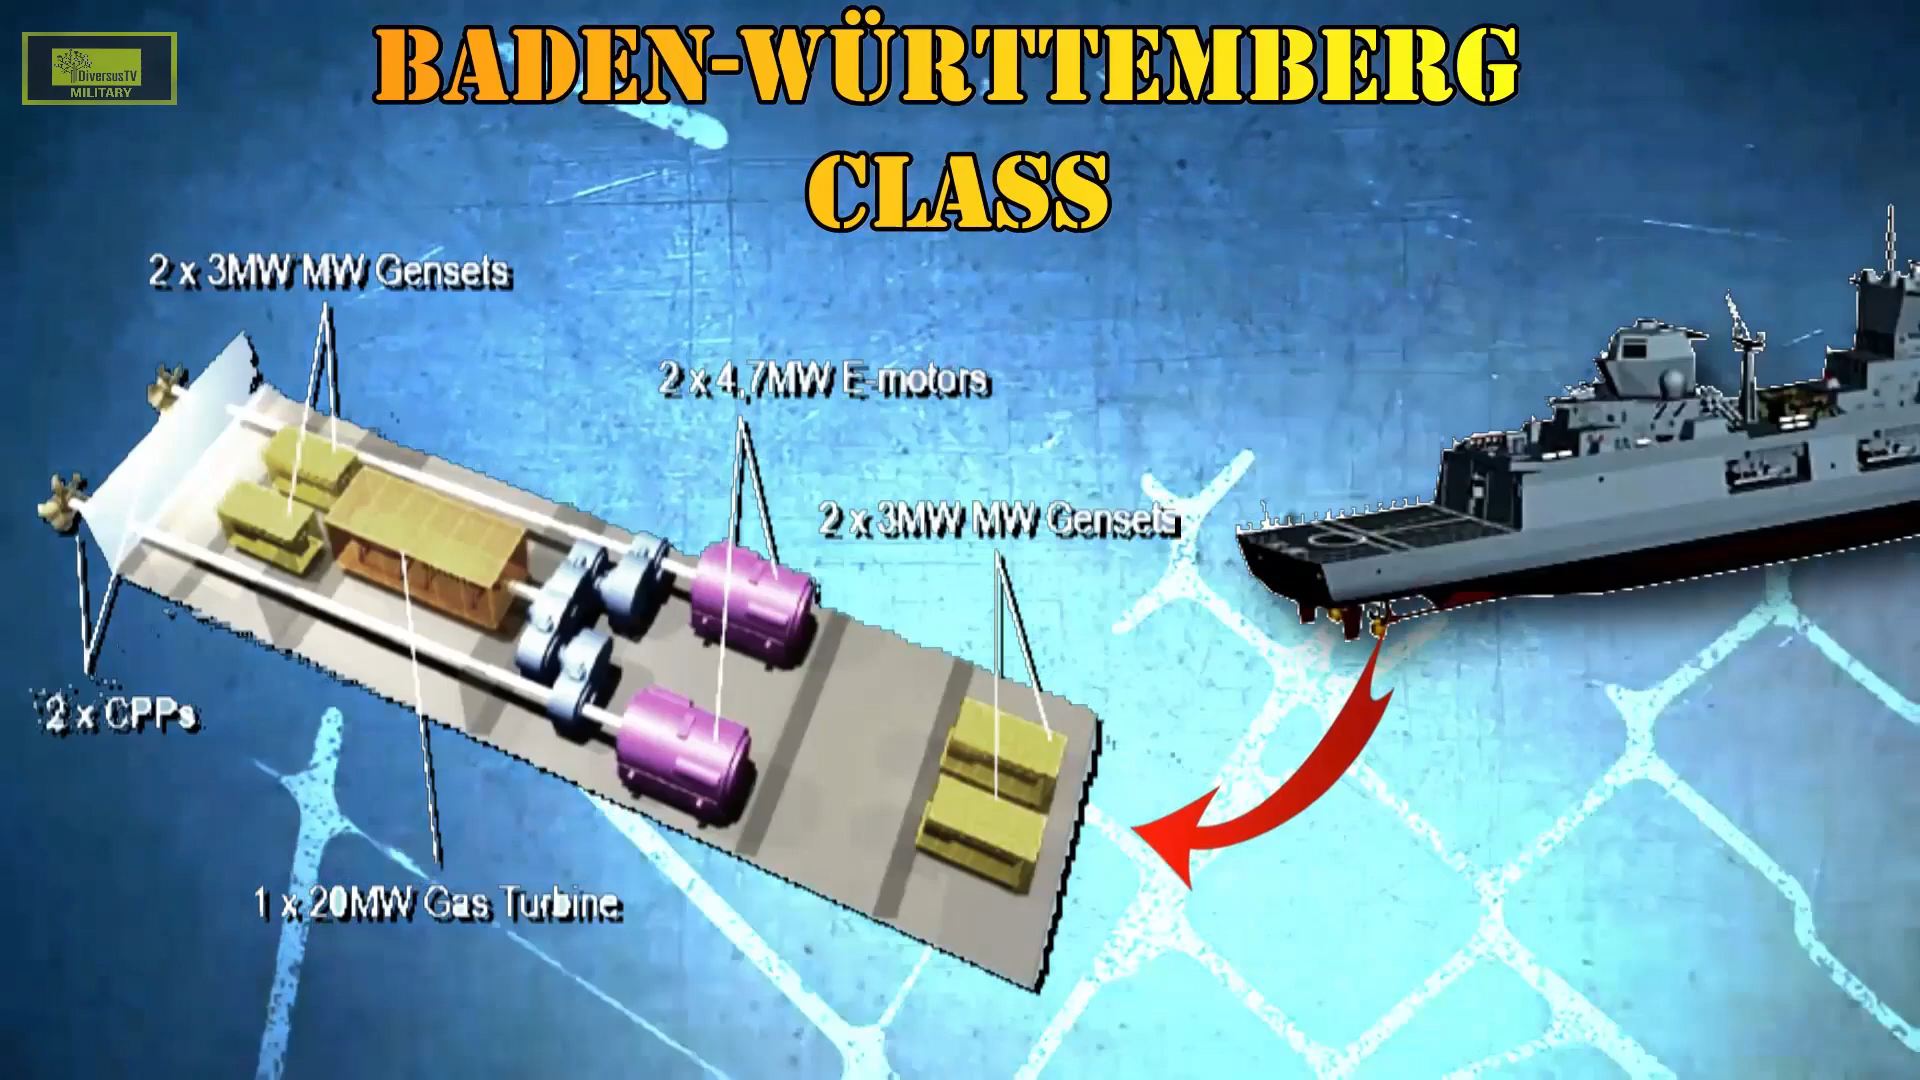 DiversusTV
MILITARY
BADEN-WÜRTTEMBERG
CLASS
2 x 3MW MW Gensets
2 x 4,7MW E-motors
2 x 3MW MW Gensets
2 x CPPs
1 x 20MW Gas Turbine